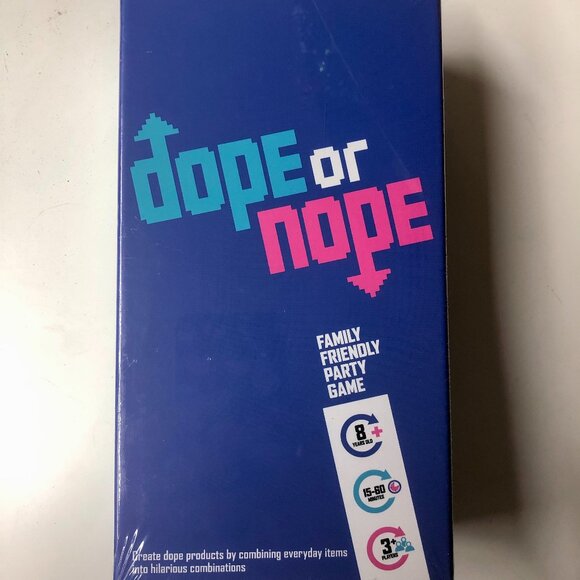 dope or
nope
FAMILY
FRIENDLY
PARTY
GAME
8+
YEARS OLD
15-60
MINUTES
3+
PLAYERS
Create dope products by combining everyday items
into hilarious combinations